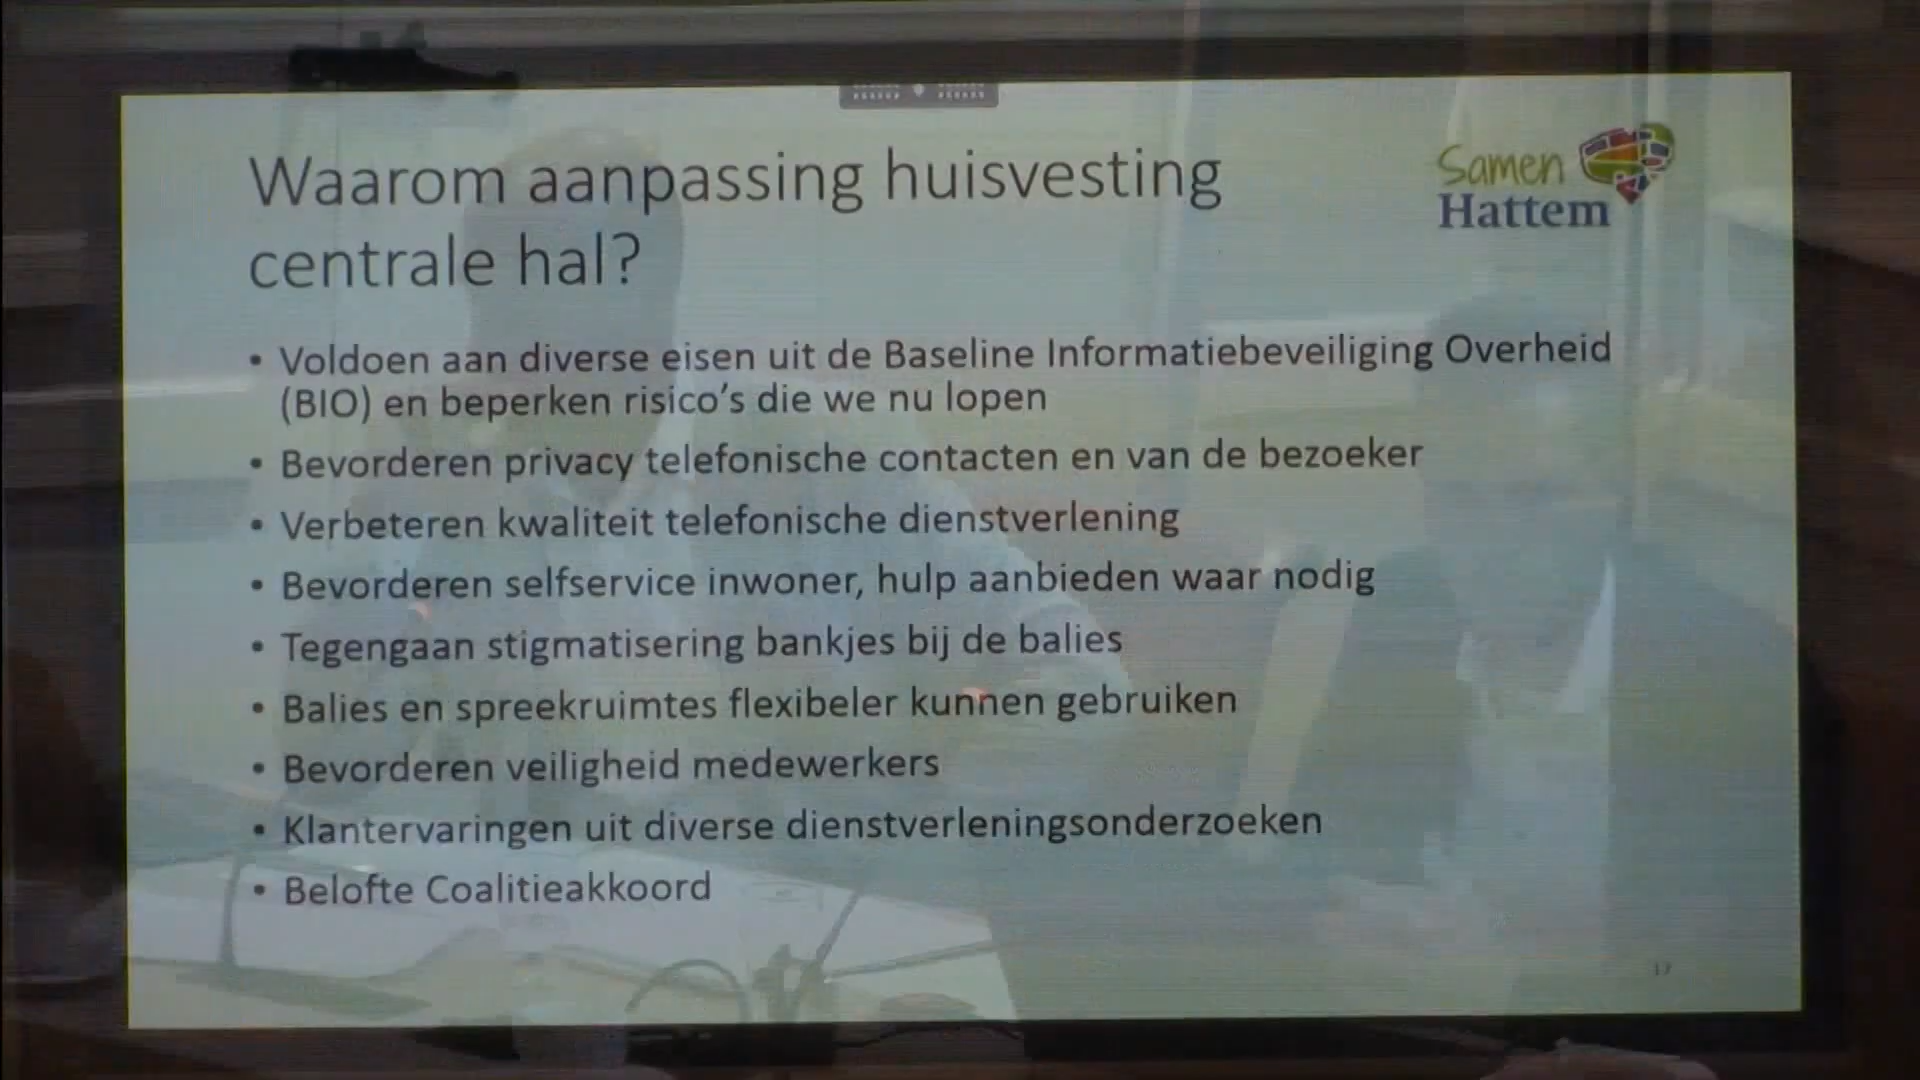 Waarom aanpassing huisvesting
centrale hal?
Samen
Hattem
• Voldoen aan diverse eisen uit de Baseline Informatiebeveiliging Overheid
(BIO) en beperken risico's die we nu lopen
• Bevorderen privacy telefonische contacten en van de bezoeker
• Verbeteren kwaliteit telefonische dienstverlening
• Bevorderen selfservice inwoner, hulp aanbieden waar nodig
• Tegengaan stigmatisering bankjes bij de balies
• Balies en spreekruimtes flexibeler kunnen gebruiken
• Bevorderen veiligheid medewerkers
• Klantervaringen uit diverse dienstverleningsonderzoeken
• Belofte Coalitieakkoord